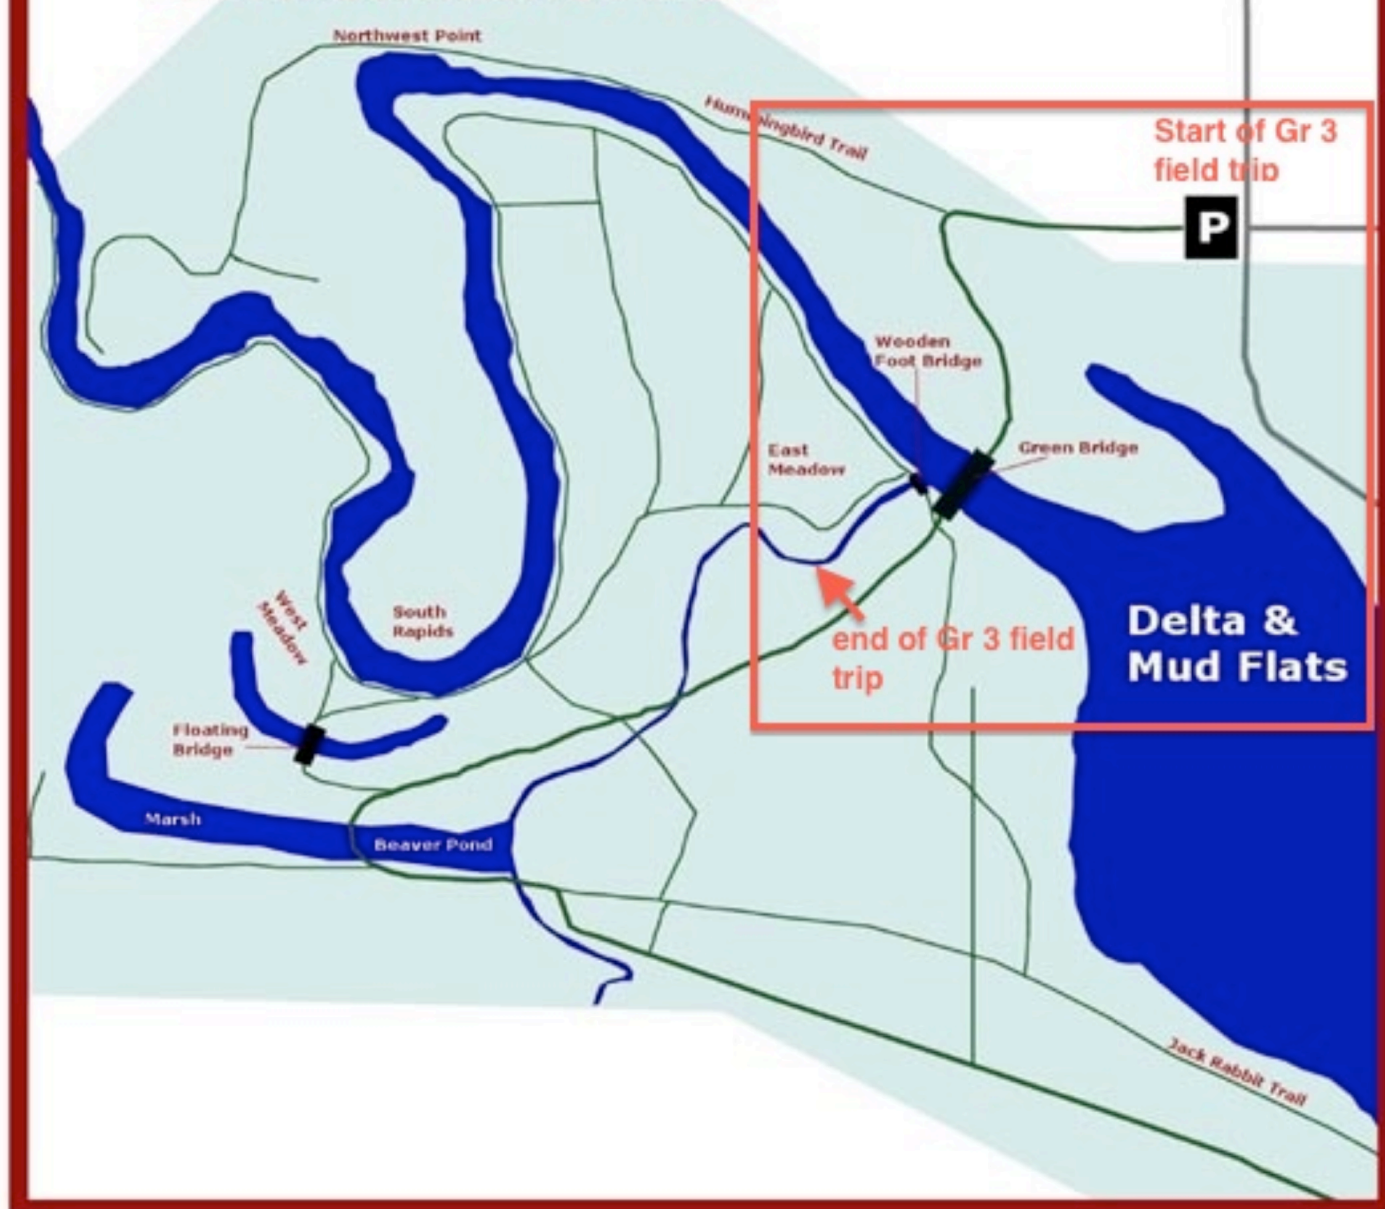 Northwest Point
Hummingbird Trail
Start of Gr 3
field trip
P
Wooden
Foot Bridge
Green Bridge
East
Meadow
West
Meadow
South
Rapids
Delta &
Mud Flats
end of Gr 3 field
trip
Floating
Bridge
Marsh
Beaver Pond
Jack Rabbit Trail